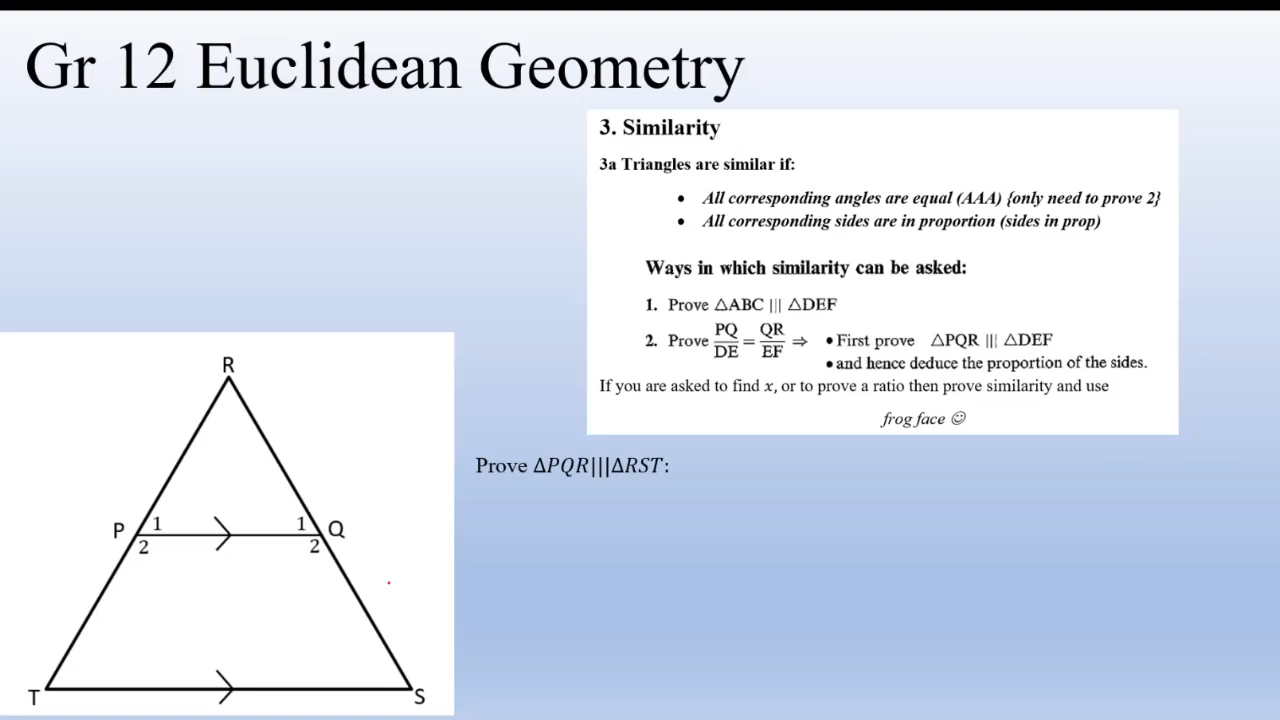 Gr 12 Euclidean Geometry
3. Similarity
3a Triangles are similar if:
• All corresponding angles are equal (AAA) {only need to prove 2}
• All corresponding sides are in proportion (sides in prop)
Ways in which similarity can be asked:
1. Prove △ABC ||| △DEF
2. Prove PQ/DE = QR/EF ⇒ • First prove △PQR ||| △DEF
• and hence deduce the proportion of the sides.
If you are asked to find x, or to prove a ratio then prove similarity and use
frog face ☺
Prove ΔPQR|||ΔRST:
R
P 1 1 Q
2 2
T S